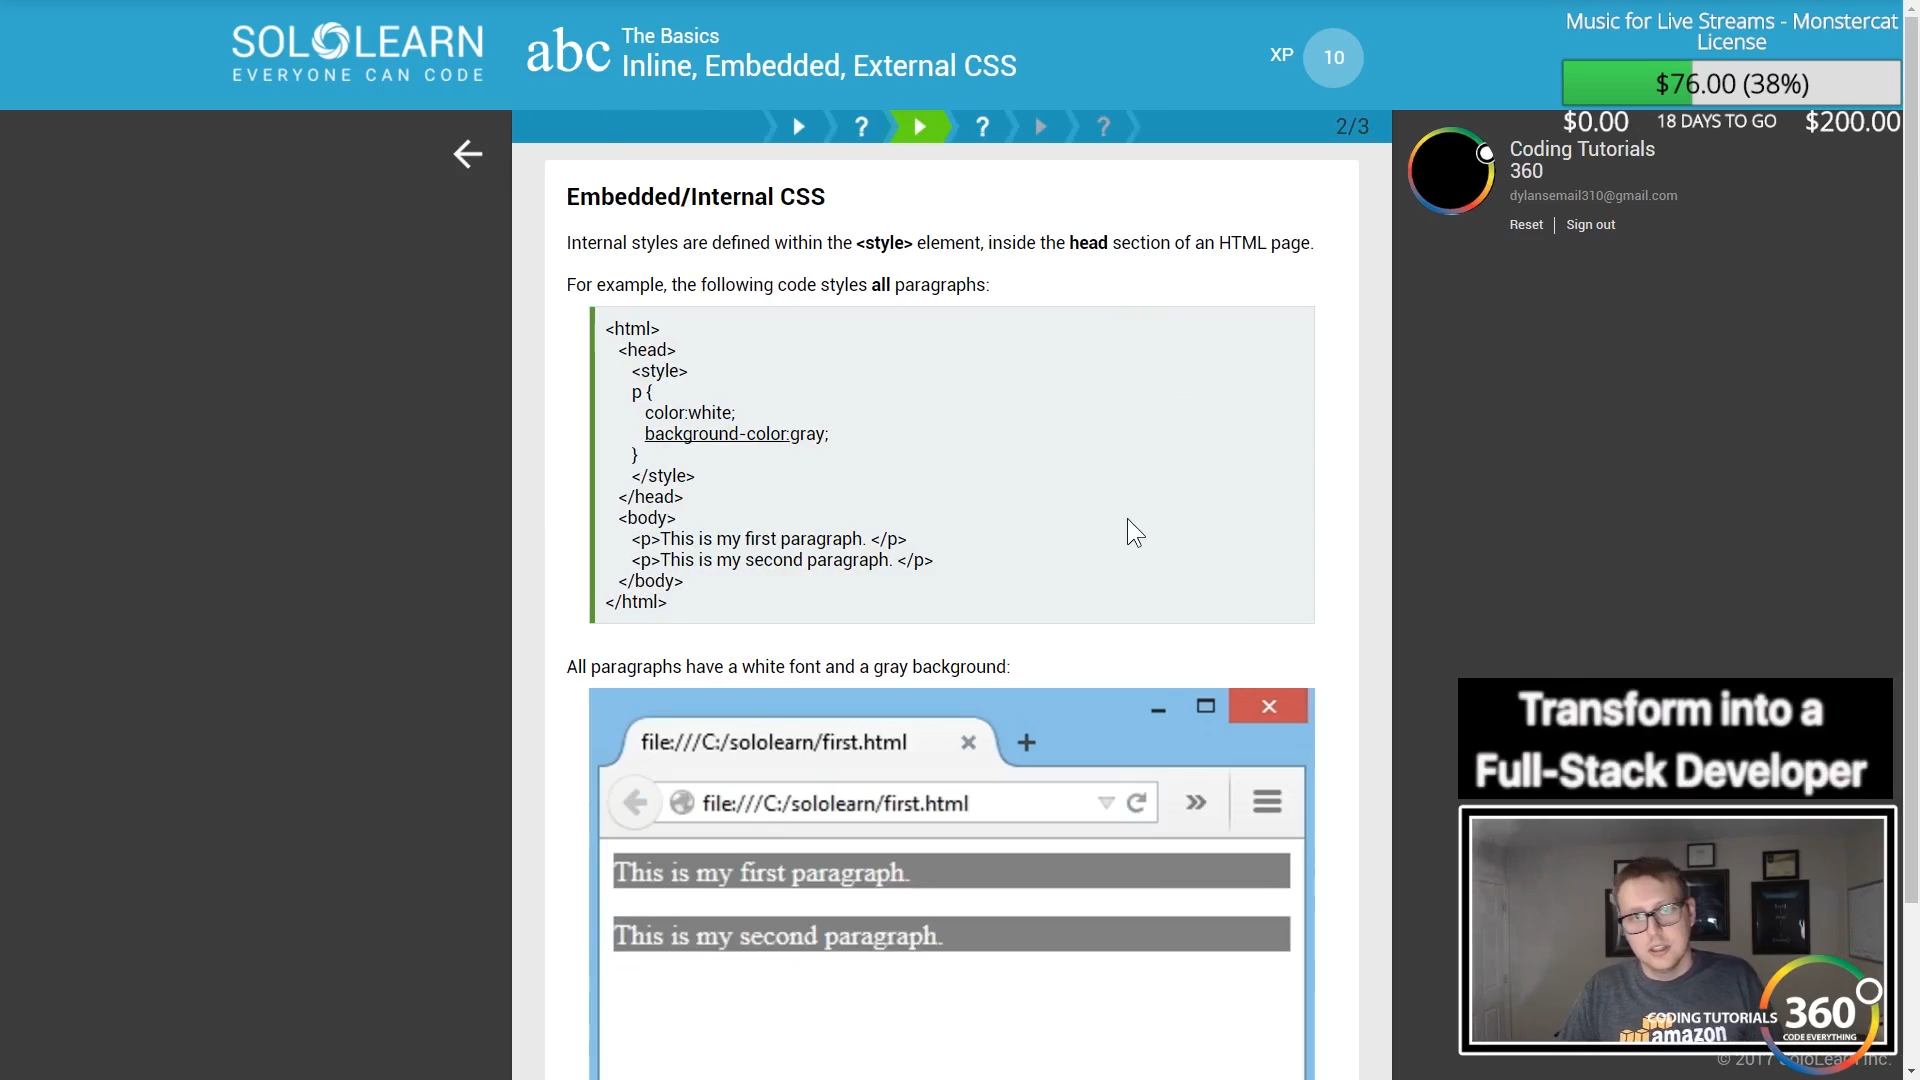 SOLOLEARN
EVERYONE CAN CODE
abc
The Basics
Inline, Embedded, External CSS
XP
10
Music for Live Streams - Monstercat
License
$76.00 (38%)
$0.00
18 DAYS TO GO
$200.00
?
?
?
2/3
Coding Tutorials
360
dylansemail310@gmail.com
Reset
Sign out
Embedded/Internal CSS
Internal styles are defined within the <style> element, inside the head section of an HTML page.
For example, the following code styles all paragraphs:
<html>
<head>
<style>
p {
color:white;
background-color:gray;
}
</style>
</head>
<body>
<p>This is my first paragraph. </p>
<p>This is my second paragraph. </p>
</body>
</html>
All paragraphs have a white font and a gray background:
file:///C:/sololearn/first.html
file:///C:/sololearn/first.html
This is my first paragraph.
This is my second paragraph.
Transform into a
Full-Stack Developer
CODING TUTORIALS
360
CODE EVERYTHING
amazon
© 2017 SoloLearn Inc.